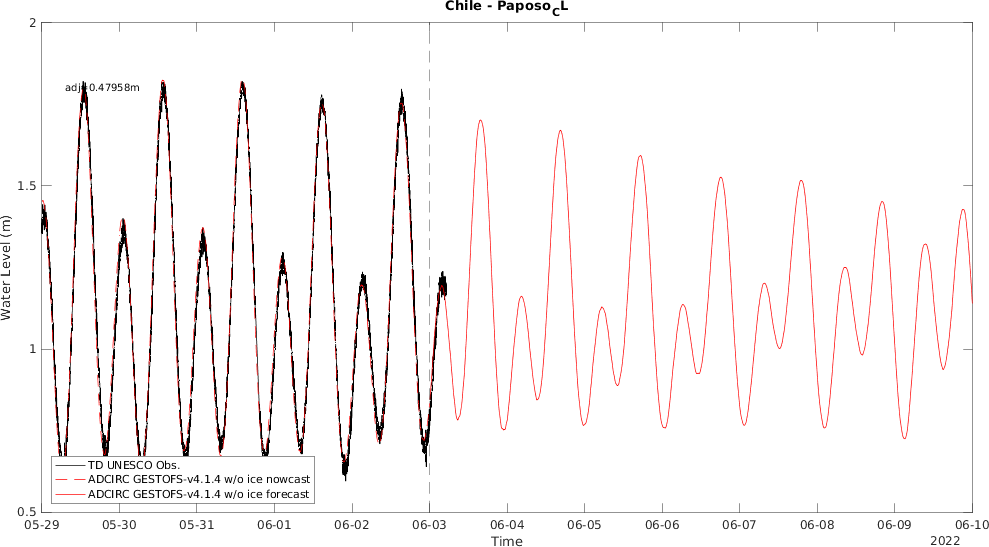 Chile - Paposo_CL
2
adj=0.47958m
1.5
Water Level (m)
1
TD UNESCO Obs.
ADCIRC GESTOFS-v4.1.4 w/o ice nowcast
ADCIRC GESTOFS-v4.1.4 w/o ice forecast
0.5
05-29 05-30 05-31 06-01 06-02 06-03 06-04 06-05 06-06 06-07 06-08 06-09 06-10
Time 2022